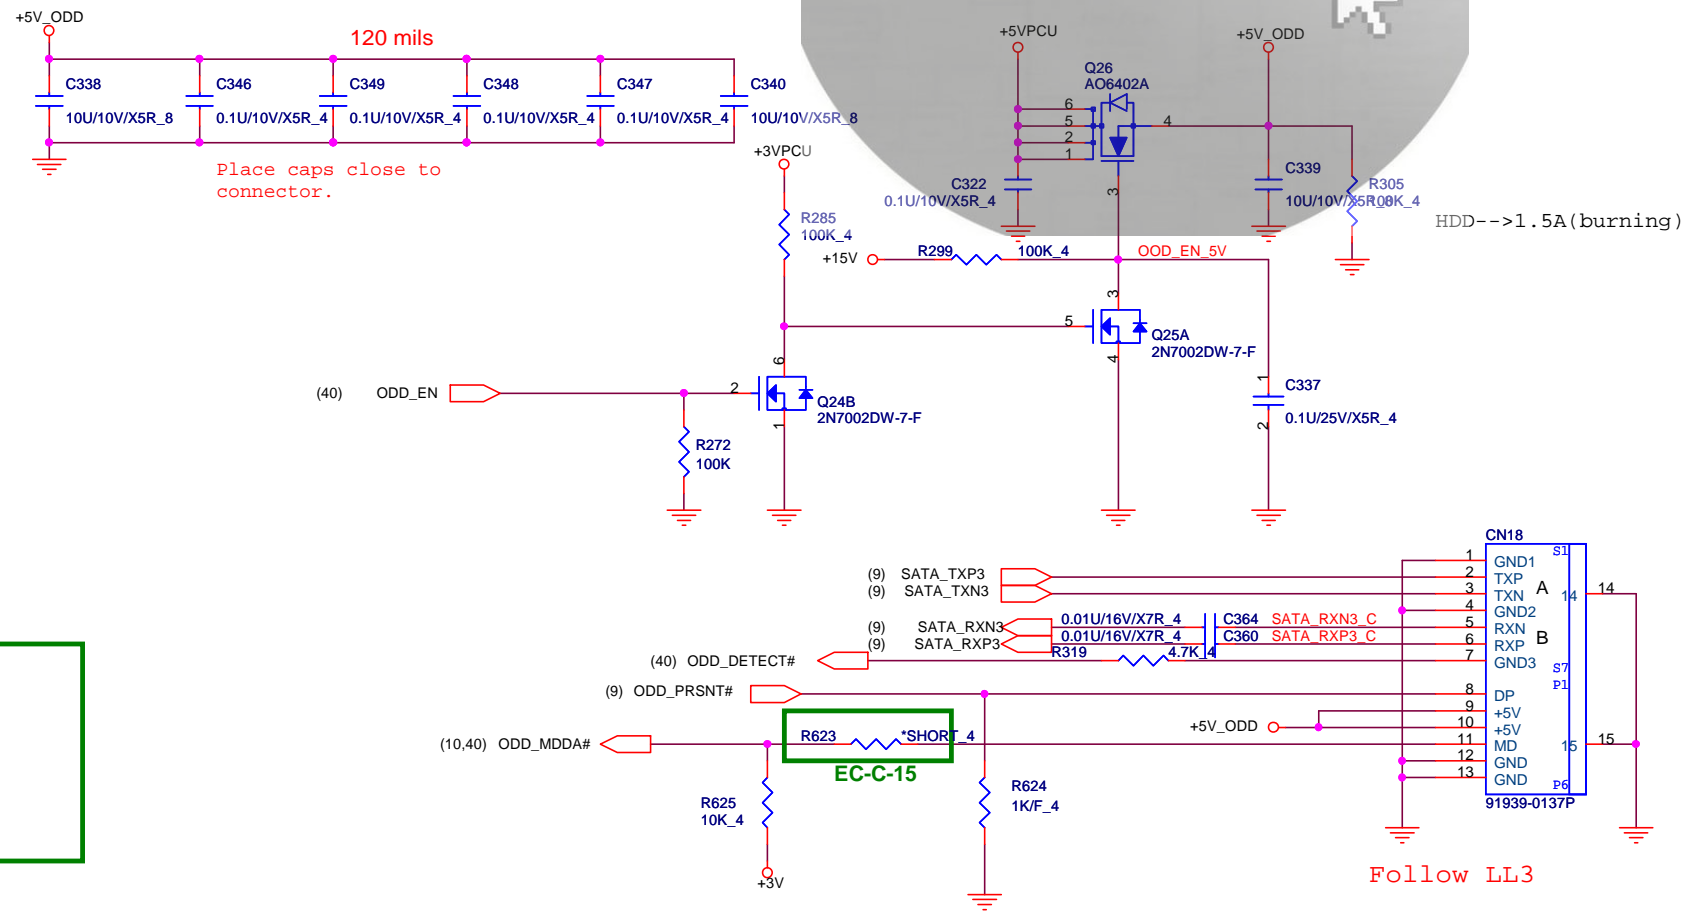 +5V_ODD
120 mils
C338
10U/10V/X5R_8
C346
0.1U/10V/X5R_4
C349
0.1U/10V/X5R_4
C348
0.1U/10V/X5R_4
C347
0.1U/10V/X5R_4
C340
10U/10V/X5R_8
Place caps close to
connector.
+5VPCU
+5V_ODD
Q26
AO6402A
6
5
2
1
4
3
C322
0.1U/10V/X5R_4
C339
10U/10V/X5R_8
R305
100K_4
HDD-->1.5A(burning)
+3VPCU
R285
100K_4
+15V
R299
100K_4
OOD_EN_5V
3
5
4
Q25A
2N7002DW-7-F
(40)
ODD_EN
6
2
1
Q24B
2N7002DW-7-F
R272
100K
1
C337
0.1U/25V/X5R_4
2
CN18
(9) SATA_TXP3
(9) SATA_TXN3
(9) SATA_RXN3
0.01U/16V/X7R_4
C364
SATA_RXN3_C
(9) SATA_RXP3
0.01U/16V/X7R_4
C360
SATA_RXP3_C
(40) ODD_DETECT#
R319
4.7K_4
(9) ODD_PRSNT#
+5V_ODD
(10,40) ODD_MDDA#
R623
*SHORT_4
EC-C-15
R625
10K_4
+3V
R624
1K/F_4
1 GND1
2 TXP
3 TXN
4 GND2
5 RXN
6 RXP
7 GND3
8 DP
9 +5V
10 +5V
11 MD
12 GND
13 GND
S1
A
14 14
B
S7
P1
15 15
P6
91939-0137P
Follow LL3